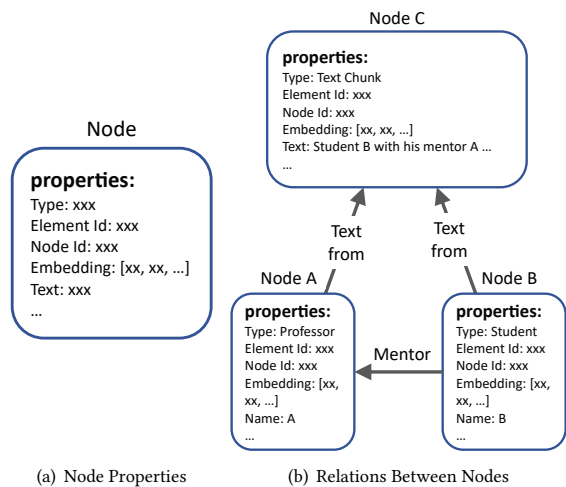 Node
properties:
Type: xxx
Element Id: xxx
Node Id: xxx
Embedding: [xx, xx, ...]
Text: xxx
...
(a) Node Properties
Node C
properties:
Type: Text Chunk
Element Id: xxx
Node Id: xxx
Embedding: [xx, xx, ...]
Text: Student B with his mentor A ...
...
Text
from
Text
from
Node A
properties:
Type: Professor
Element Id: xxx
Node Id: xxx
Embedding: [xx,
xx, ...]
Name: A
...
Mentor
Node B
properties:
Type: Student
Element Id: xxx
Node Id: xxx
Embedding: [xx,
xx, ...]
Name: B
...
(b) Relations Between Nodes